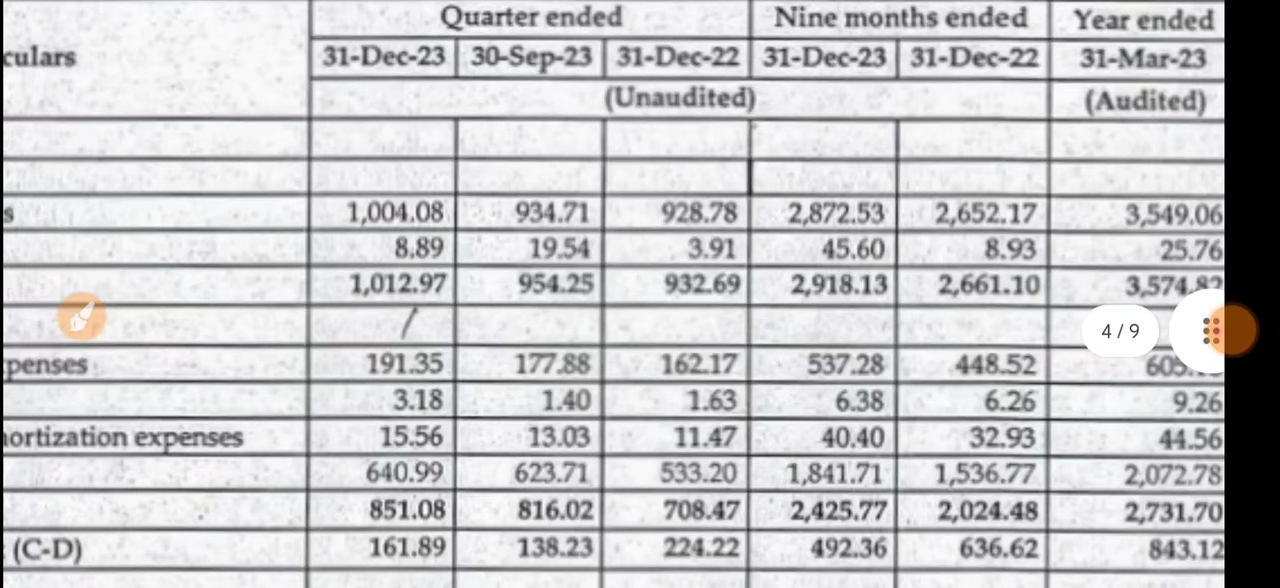 Quarter ended Nine months ended Year ended
culars 31-Dec-23 30-Sep-23 31-Dec-22 31-Dec-23 31-Dec-22 31-Mar-23
(Unaudited) (Audited)
s 1,004.08 934.71 928.78 2,872.53 2,652.17 3,549.06
8.89 19.54 3.91 45.60 8.93 25.76
1,012.97 954.25 932.69 2,918.13 2,661.10 3,574.82
4 / 9
penses 191.35 177.88 162.17 537.28 448.52
3.18 1.40 1.63 6.38 6.26 9.26
ortization expenses 15.56 13.03 11.47 40.40 32.93 44.56
640.99 623.71 533.20 1,841.71 1,536.77 2,072.78
851.08 816.02 708.47 2,425.77 2,024.48 2,731.70
(C-D) 161.89 138.23 224.22 492.36 636.62 843.12